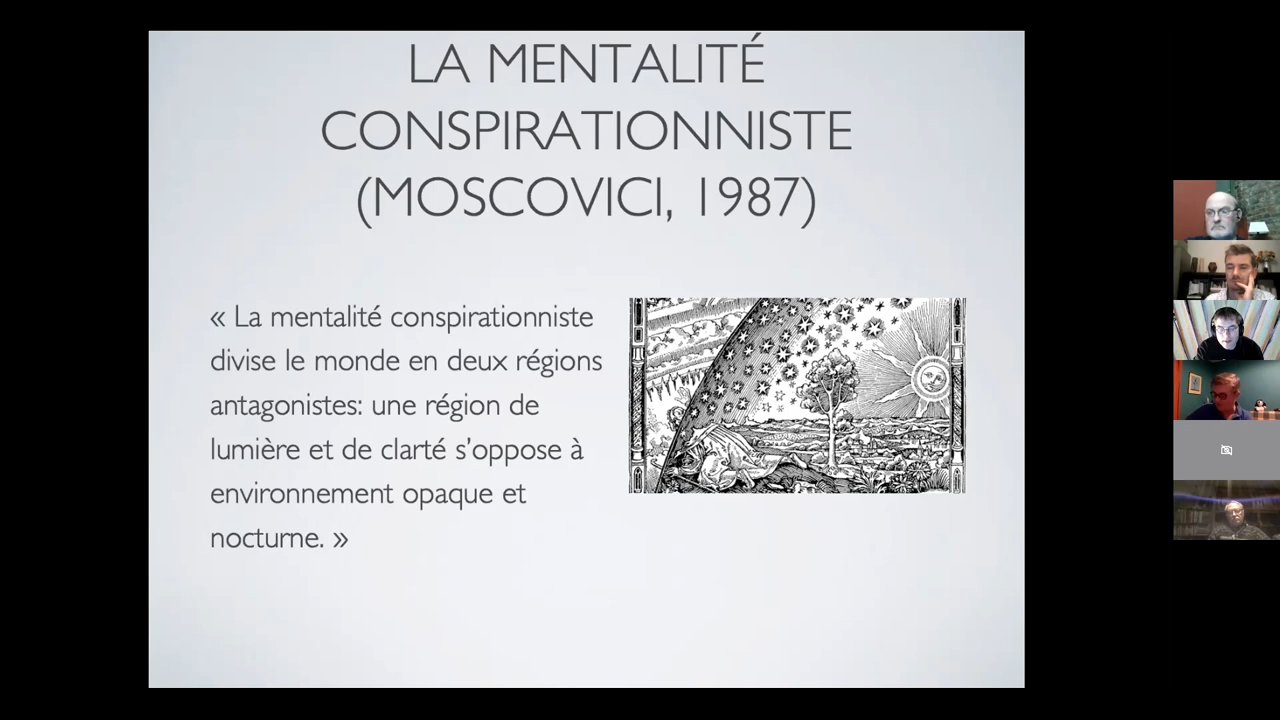 LA MENTALITÉ
CONSPIRATIONNISTE
(MOSCOVICI, 1987)
« La mentalité conspirationniste
divise le monde en deux régions
antagonistes: une région de
lumière et de clarté s’oppose à
environnement opaque et
nocturne. »